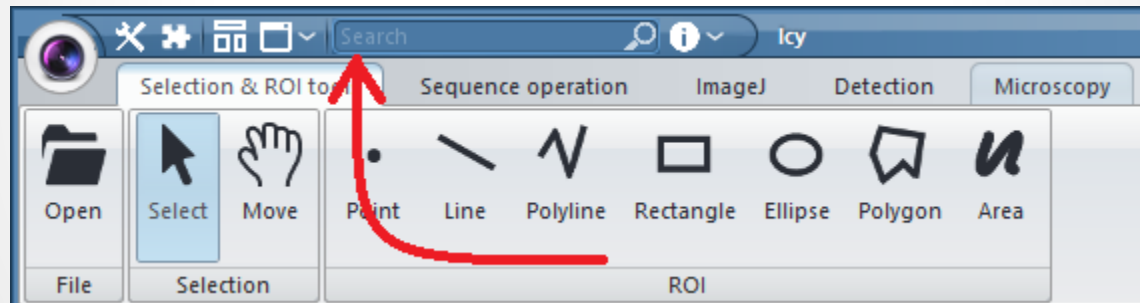 Search Icy
Selection & ROI Sequence operation ImageJ Detection Microscopy
Open Select Move Point Line Polyline Rectangle Ellipse Polygon Area
File Selection ROI